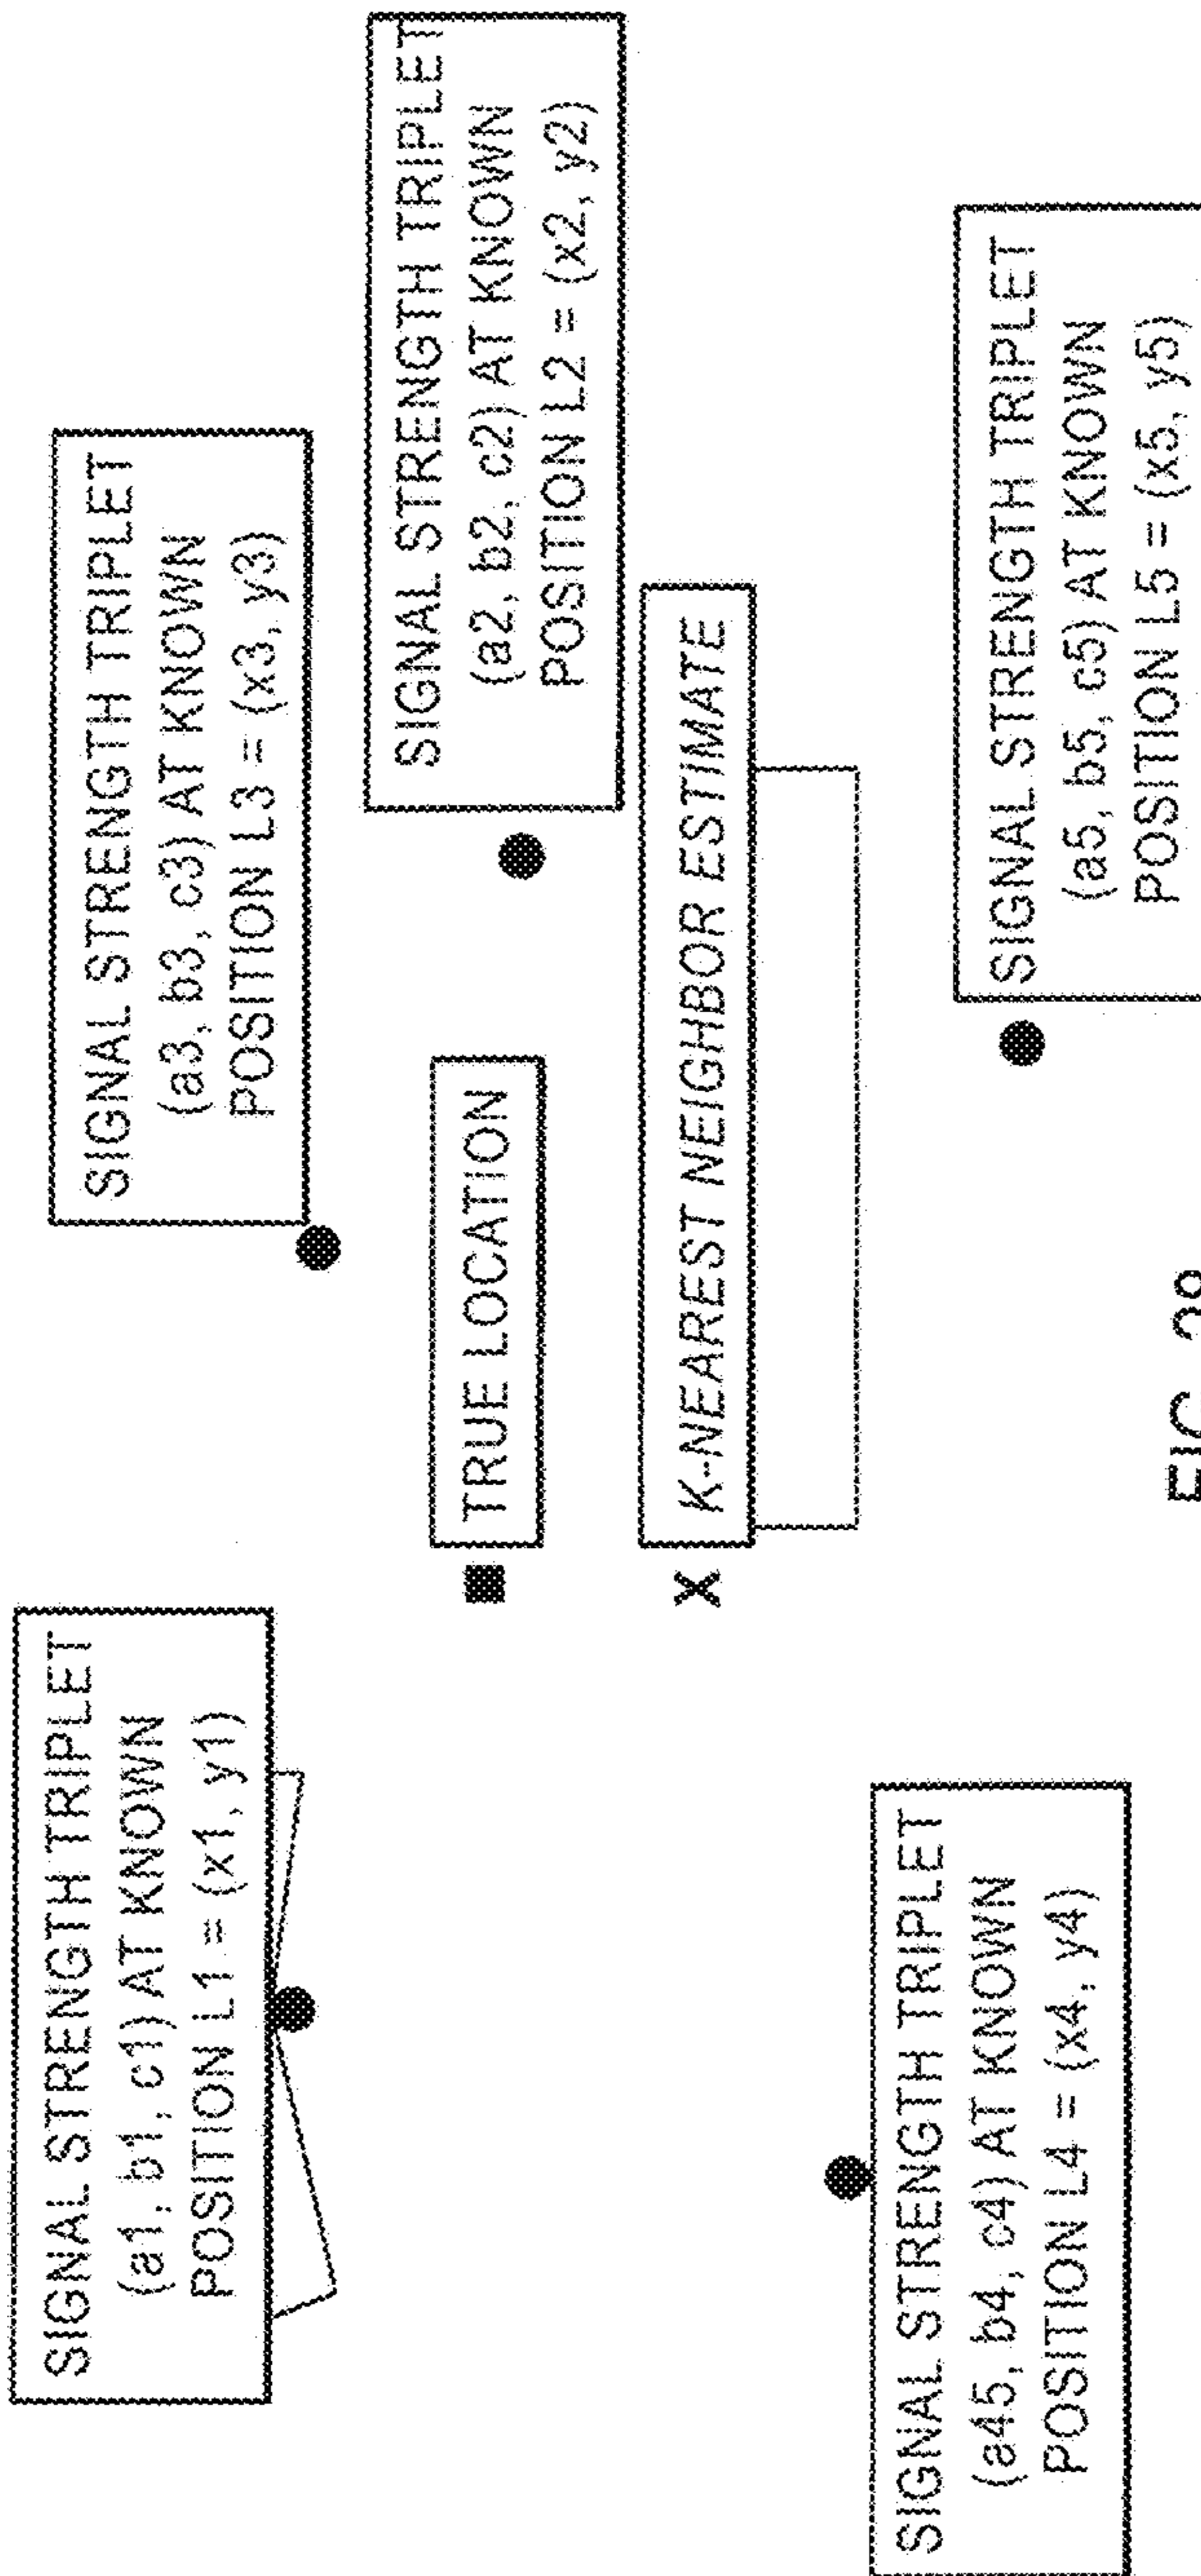 SIGNAL STRENGTH TRIPLET
(a1, b1, c1) AT KNOWN
POSITION L1 = (x1, y1)
SIGNAL STRENGTH TRIPLET
(a3, b3, c3) AT KNOWN
POSITION L3 = (x3, y3)
SIGNAL STRENGTH TRIPLET
(a2, b2, c2) AT KNOWN
POSITION L2 = (x2, y2)
TRUE LOCATION
X K-NEAREST NEIGHBOR ESTIMATE
SIGNAL STRENGTH TRIPLET
(a45, b4, c4) AT KNOWN
POSITION L4 = (x4, y4)
SIGNAL STRENGTH TRIPLET
(a5, b5, c5) AT KNOWN
POSITION L5 = (x5, y5)
FIG